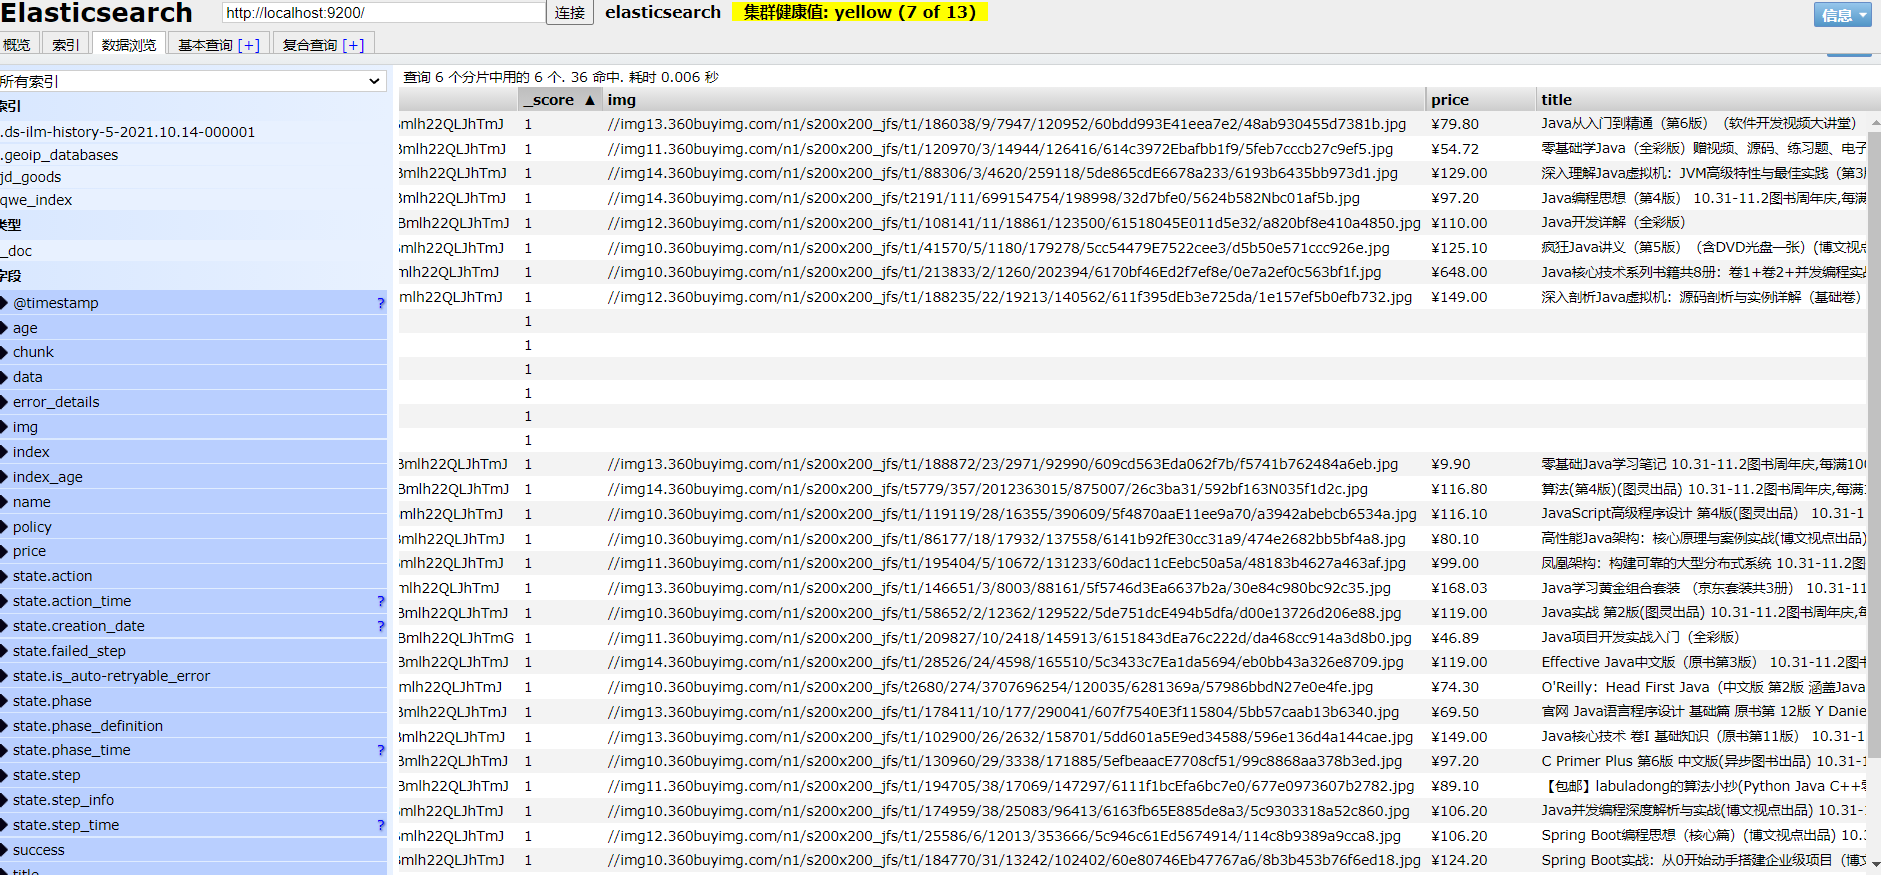 Elasticsearch http://localhost:9200/ 连接 elasticsearch 集群健康值: yellow (7 of 13) 信息
概览 索引 数据浏览 基本查询 [+] 复合查询 [+]
所有索引
索引
.ds-ilm-history-5-2021.10.14-000001
.geoip_databases
jd_goods
qwe_index
类型
_doc
字段
@timestamp ?
age
chunk
data
error_details
img
index
index_age
name
policy
price
state.action
state.action_time ?
state.creation_date ?
state.failed_step
state.is_auto-retryable_error
state.phase
state.phase_definition
state.phase_time ?
state.step
state.step_info
state.step_time ?
success
title
查询 6 个分片中用的 6 个. 36 命中. 耗时 0.006 秒
_score ▲ img price title
mlh22QLJhTmJ 1 //img13.360buyimg.com/n1/s200x200_jfs/t1/186038/9/7947/120952/60bdd993E41eea7e2/48ab930455d7381b.jpg ¥79.80 Java从入门到精通（第6版）（软件开发视频大讲堂）
Bmlh22QLJhTmJ 1 //img11.360buyimg.com/n1/s200x200_jfs/t1/120970/3/14944/126416/614c3972Ebafbb1f9/5feb7cccb27c9ef5.jpg ¥54.72 零基础学Java（全彩版）赠视频、源码、练习题、电子
Bmlh22QLJhTmJ 1 //img14.360buyimg.com/n1/s200x200_jfs/t1/88306/3/4620/259118/5de865cdE6678a233/6193b6435bb973d1.jpg ¥129.00 深入理解Java虚拟机：JVM高级特性与最佳实践（第3版
Bmlh22QLJhTmJ 1 //img14.360buyimg.com/n1/s200x200_jfs/t2191/111/699154754/198998/32d7bfe0/5624b582Nbc01af5b.jpg ¥97.20 Java编程思想（第4版） 10.31-11.2图书周年庆,每满
Bmlh22QLJhTmJ 1 //img12.360buyimg.com/n1/s200x200_jfs/t1/108141/11/18861/123500/61518045E011d5e32/a820bf8e410a4850.jpg ¥110.00 Java开发详解（全彩版）
Bmlh22QLJhTmJ 1 //img10.360buyimg.com/n1/s200x200_jfs/t1/41570/5/1180/179278/5cc54479E7522cee3/d5b50e571ccc926e.jpg ¥125.10 疯狂Java讲义（第5版）（含DVD光盘一张）(博文视点
mlh22QLJhTmJ 1 //img10.360buyimg.com/n1/s200x200_jfs/t1/213833/2/1260/202394/6170bf46Ed2f7ef8e/0e7a2ef0c563bf1f.jpg ¥648.00 Java核心技术系列书籍共8册：卷1+卷2+并发编程实战
mlh22QLJhTmJ 1 //img12.360buyimg.com/n1/s200x200_jfs/t1/188235/22/19213/140562/611f395dEb3e725da/1e157ef5b0efb732.jpg ¥149.00 深入剖析Java虚拟机：源码剖析与实例详解（基础卷）
1
1
1
1
1
1
Bmlh22QLJhTmJ 1 //img13.360buyimg.com/n1/s200x200_jfs/t1/188872/23/2971/92990/609cd563Eda062f7b/f5741b762484a6eb.jpg ¥9.90 零基础Java学习笔记 10.31-11.2图书周年庆,每满100
Bmlh22QLJhTmJ 1 //img14.360buyimg.com/n1/s200x200_jfs/t5779/357/2012363015/875007/26c3ba31/592bf163N035f1d2c.jpg ¥116.80 算法(第4版)(图灵出品) 10.31-11.2图书周年庆,每满
Bmlh22QLJhTmJ 1 //img10.360buyimg.com/n1/s200x200_jfs/t1/119119/28/16355/390609/5f4870aaE11ee9a70/a3942abebcb6534a.jpg ¥116.10 JavaScript高级程序设计 第4版(图灵出品) 10.31-1
Bmlh22QLJhTmJ 1 //img10.360buyimg.com/n1/s200x200_jfs/t1/86177/18/17932/137558/6141b92fE30cc31a9/474e2682bb5bf4a8.jpg ¥80.10 高性能Java架构：核心原理与案例实战(博文视点出品)
Bmlh22QLJhTmJ 1 //img11.360buyimg.com/n1/s200x200_jfs/t1/195404/5/10672/131233/60dac11cEebc50a5a/48183b4627a463af.jpg ¥99.00 凤凰架构：构建可靠的大型分布式系统 10.31-11.2图
mlh22QLJhTmJ 1 //img13.360buyimg.com/n1/s200x200_jfs/t1/146651/3/8003/88161/5f5746d3Ea6637b2a/30e84c980bc92c35.jpg ¥168.03 Java学习黄金组合套装 （京东套装共3册） 10.31-11
Bmlh22QLJhTmJ 1 //img10.360buyimg.com/n1/s200x200_jfs/t1/58652/2/12362/129522/5de751dcE494b5dfa/d00e13726d206e88.jpg ¥119.00 Java实战 第2版(图灵出品) 10.31-11.2图书周年庆,每
Bmlh22QLJhTmG 1 //img11.360buyimg.com/n1/s200x200_jfs/t1/209827/10/2418/145913/6151843dEa76c222d/da468cc914a3d8b0.jpg ¥46.89 Java项目开发实战入门（全彩版）
Bmlh22QLJhTmJ 1 //img14.360buyimg.com/n1/s200x200_jfs/t1/28526/24/4598/165510/5c3433c7Ea1da5694/eb0bb43a326e8709.jpg ¥119.00 Effective Java中文版（原书第3版） 10.31-11.2图书
mlh22QLJhTmJ 1 //img10.360buyimg.com/n1/s200x200_jfs/t2680/274/3707696254/120035/6281369a/57986bbdN27e0e4fe.jpg ¥74.30 O'Reilly：Head First Java（中文版 第2版 涵盖Java
Bmlh22QLJhTmJ 1 //img13.360buyimg.com/n1/s200x200_jfs/t1/178411/10/177/290041/607f7540E3f115804/5bb57caab13b6340.jpg ¥69.50 官网 Java语言程序设计 基础篇 原书第 12版 Y Danie
Bmlh22QLJhTmJ 1 //img13.360buyimg.com/n1/s200x200_jfs/t1/102900/26/2632/158701/5dd601a5E9ed34588/596e136d4a144cae.jpg ¥149.00 Java核心技术 卷I 基础知识（原书第11版） 10.31-1
Bmlh22QLJhTmJ 1 //img10.360buyimg.com/n1/s200x200_jfs/t1/130960/29/3338/171885/5efbeaacE7708cf51/99c8868aa378b3ed.jpg ¥97.20 C Primer Plus 第6版 中文版(异步图书出品) 10.31-1
Bmlh22QLJhTmJ 1 //img11.360buyimg.com/n1/s200x200_jfs/t1/194705/38/17069/147297/6111f1bcEfa6bc7e0/677e0973607b2782.jpg ¥89.10 【包邮】labuladong的算法小抄(Python Java C++零
mlh22QLJhTmJ 1 //img10.360buyimg.com/n1/s200x200_jfs/t1/174959/38/25083/96413/6163fb65E885de8a3/5c9303318a52c860.jpg ¥106.20 Java并发编程深度解析与实战(博文视点出品) 10.31-
mlh22QLJhTmJ 1 //img12.360buyimg.com/n1/s200x200_jfs/t1/25586/6/12013/353666/5c946c61Ed5674914/114c8b9389a9cca8.jpg ¥106.20 Spring Boot编程思想（核心篇）(博文视点出品) 10.3
Bmlh22QLJhTmJ 1 //img10.360buyimg.com/n1/s200x200_jfs/t1/184770/31/13242/102402/60e80746Eb47767a6/8b3b453b76f6ed18.jpg ¥124.20 Spring Boot实战：从0开始动手搭建企业级项目（博文